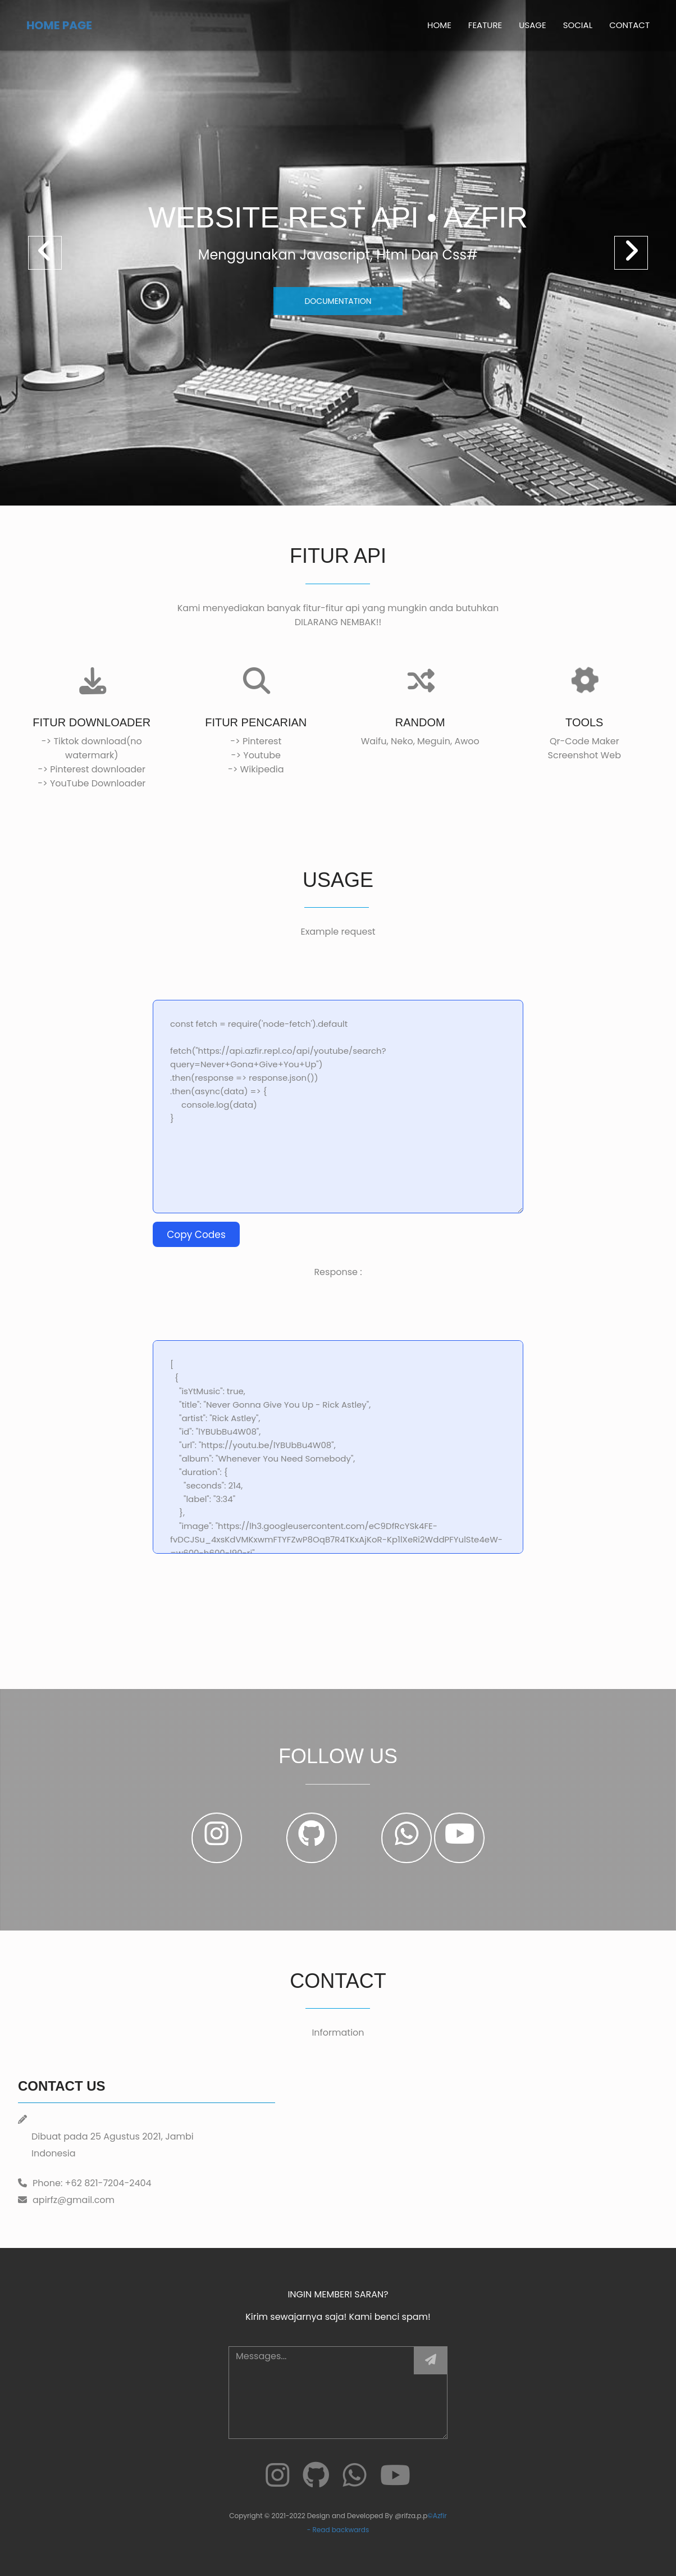 HOME PAGE
HOME FEATURE USAGE SOCIAL CONTACT
WEBSITE REST API • AZFIR
Menggunakan Javascript, Html Dan Css#
DOCUMENTATION
FITUR API
Kami menyediakan banyak fitur-fitur api yang mungkin anda butuhkan
DILARANG NEMBAK!!
FITUR DOWNLOADER
-> Tiktok download(no
watermark)
-> Pinterest downloader
-> YouTube Downloader
FITUR PENCARIAN
-> Pinterest
-> Youtube
-> Wikipedia
RANDOM
Waifu, Neko, Meguin, Awoo
TOOLS
Qr-Code Maker
Screenshot Web
USAGE
Example request
const fetch = require('node-fetch').default
fetch("https://api.azfir.repl.co/api/youtube/search?
query=Never+Gona+Give+You+Up")
.then(response => response.json())
.then(async(data) => {
console.log(data)
}
Copy Codes
Response :
[
{
"isYtMusic": true,
"title": "Never Gonna Give You Up - Rick Astley",
"artist": "Rick Astley",
"id": "lYBUbBu4W08",
"url": "https://youtu.be/lYBUbBu4W08",
"album": "Whenever You Need Somebody",
"duration": {
"seconds": 214,
"label": "3:34"
},
"image": "https://lh3.googleusercontent.com/eC9DfRcYSk4FE-
fvDCJSu_4xsKdVMKxwmFTYFZwP8OqB7R4TKxAjKoR-Kp1lXeRi2WddPFYulSte4eW-
FOLLOW US
CONTACT
Information
CONTACT US
Dibuat pada 25 Agustus 2021, Jambi
Indonesia
Phone: +62 821-7204-2404
apirfz@gmail.com
INGIN MEMBERI SARAN?
Kirim sewajarnya saja! Kami benci spam!
Messages...
Copyright © 2021-2022 Design and Developed By @rifza.p.p©Azfir
- Read backwards